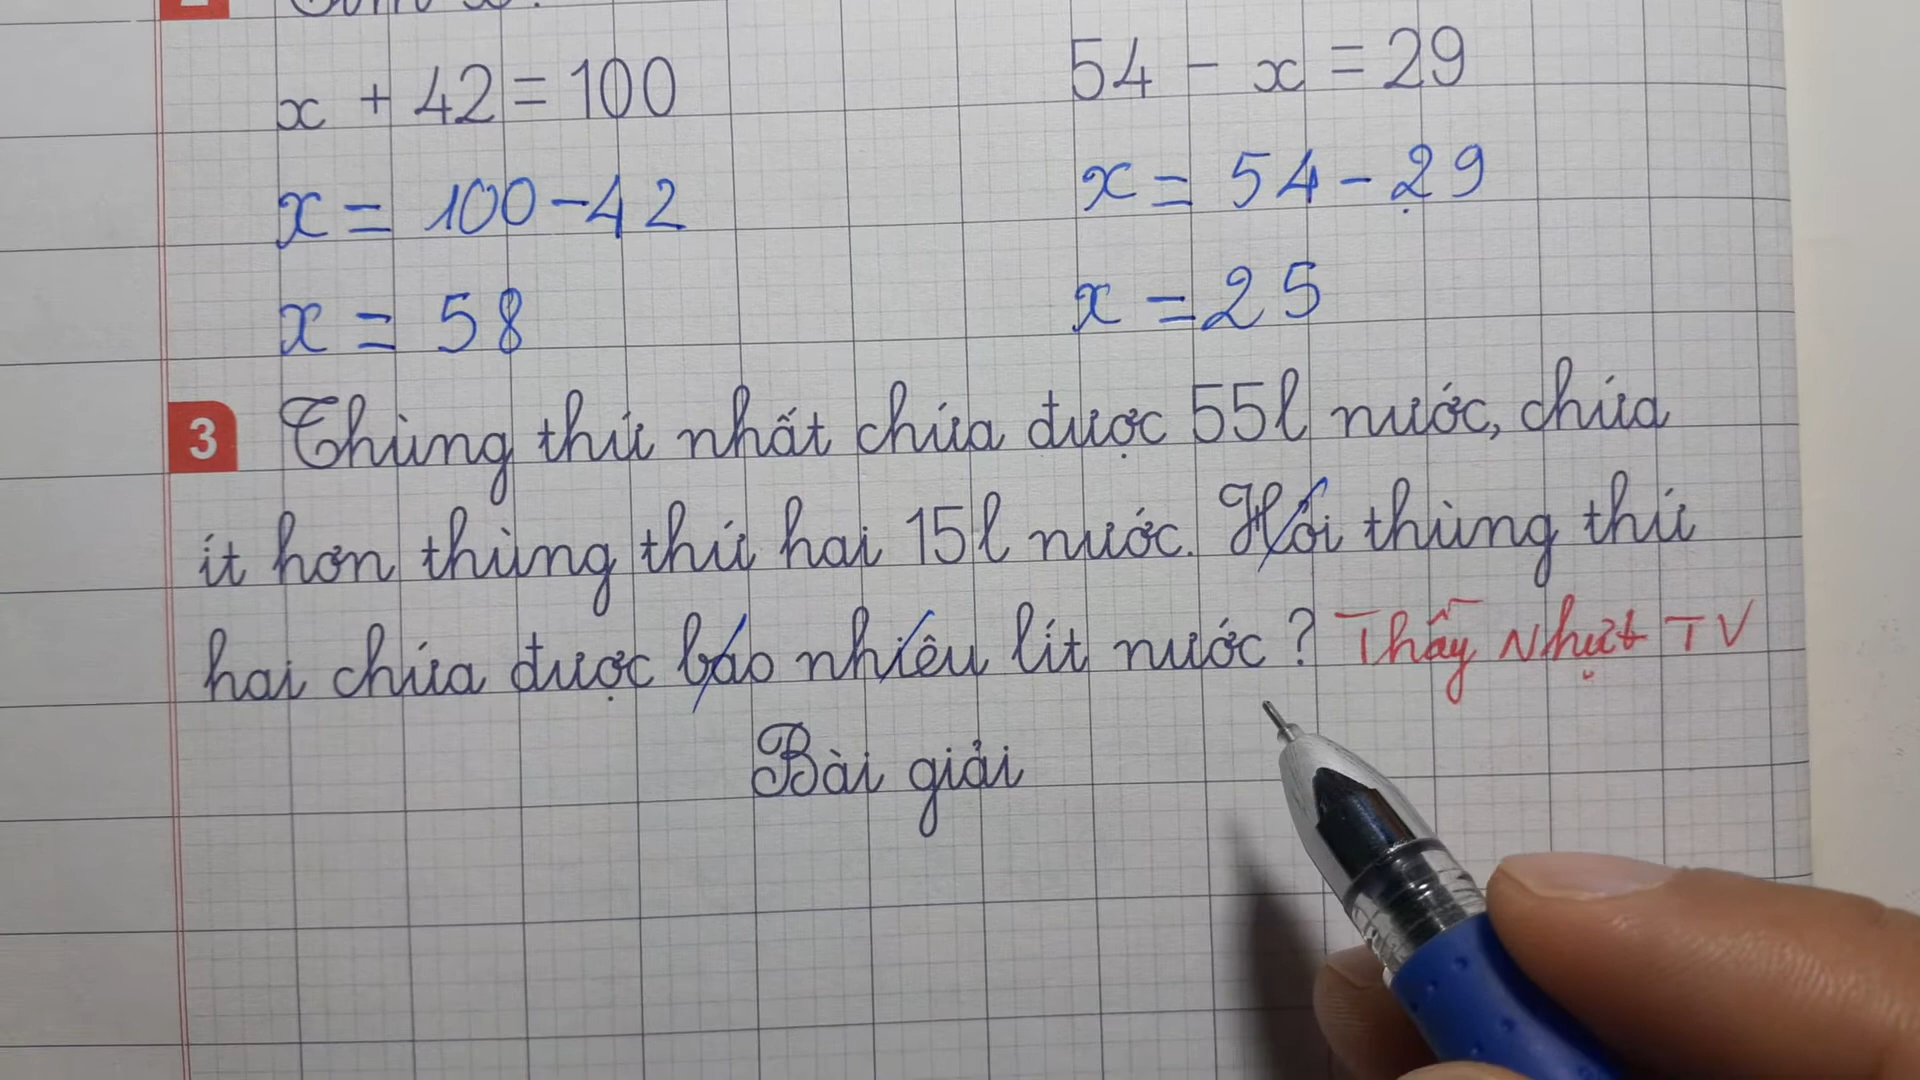 x + 42 = 100
54 - x = 29
x = 100 - 42
x = 54 - 29
x = 58
x = 25
3 Thùng thứ nhất chứa được 55l nước, chứa
ít hơn thùng thứ hai 15l nước. Hỏi thùng thứ
hai chứa được bao nhiêu lít nước? Thầy Nhựt TV
Bài giải